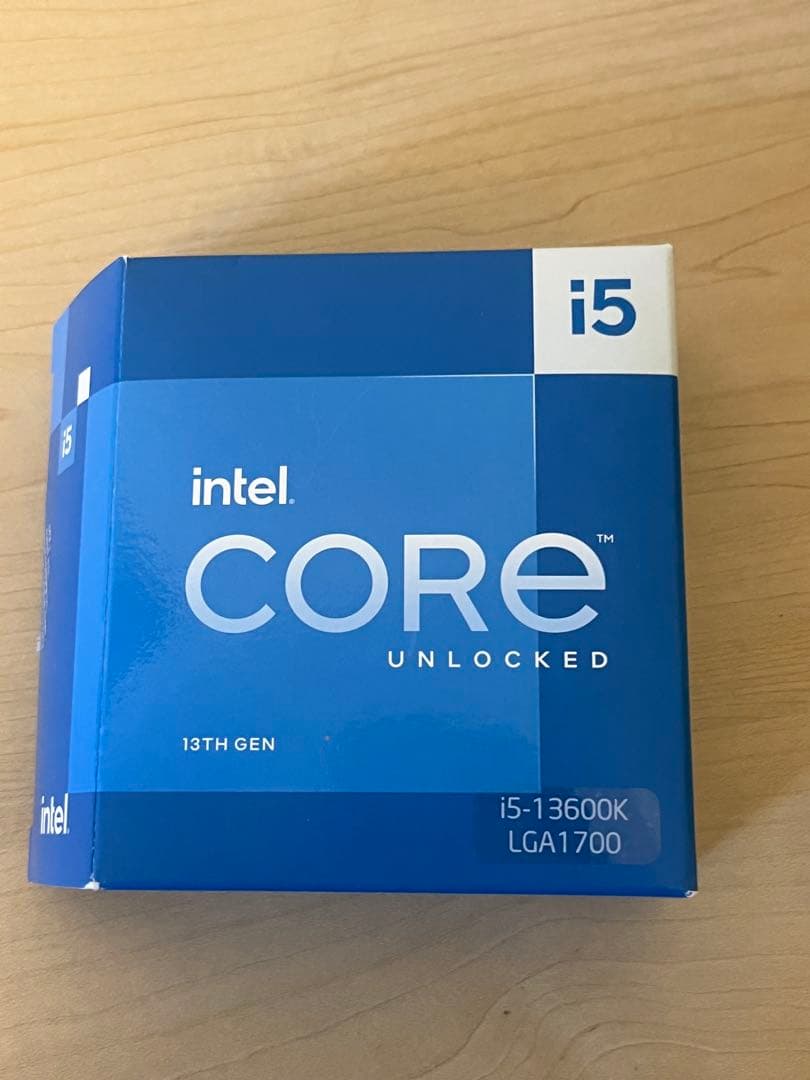 i5
i5
intel.
CORe™
UNLOCKED
13TH GEN
i5-13600K
LGA1700
intel.